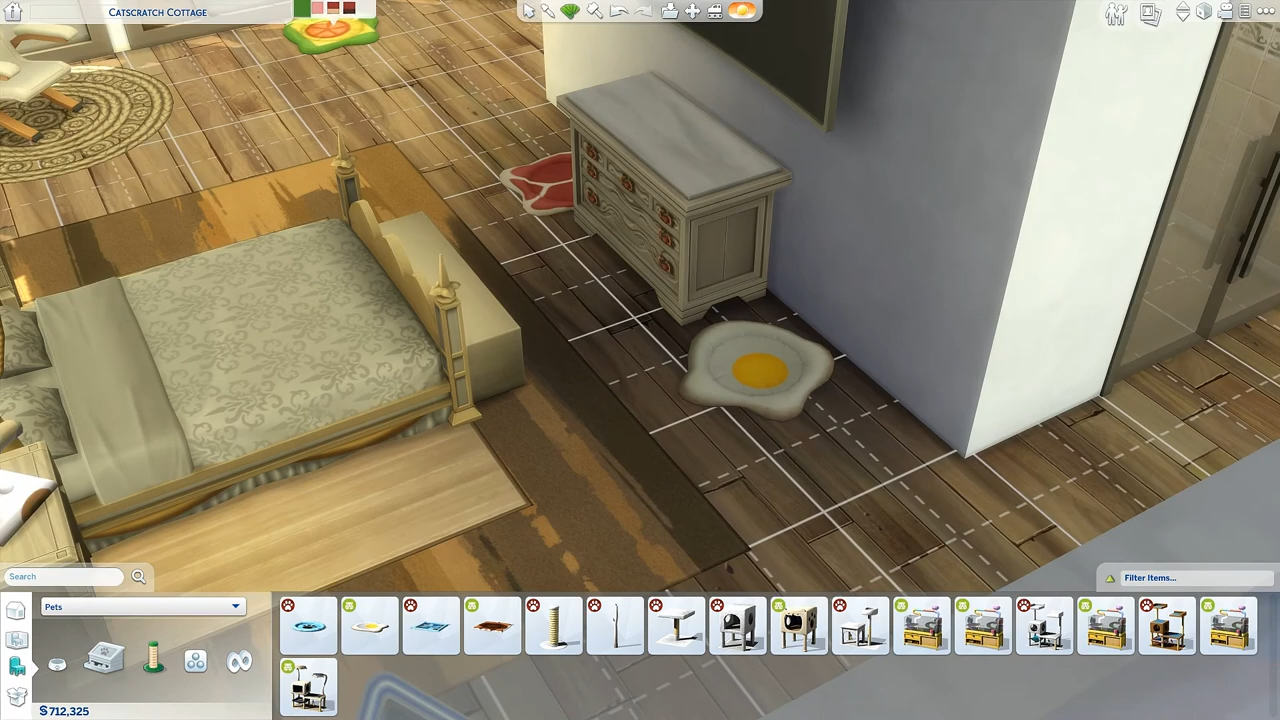 CATSCRATCH COTTAGE
Search
Filter Items...
Pets
§712,325